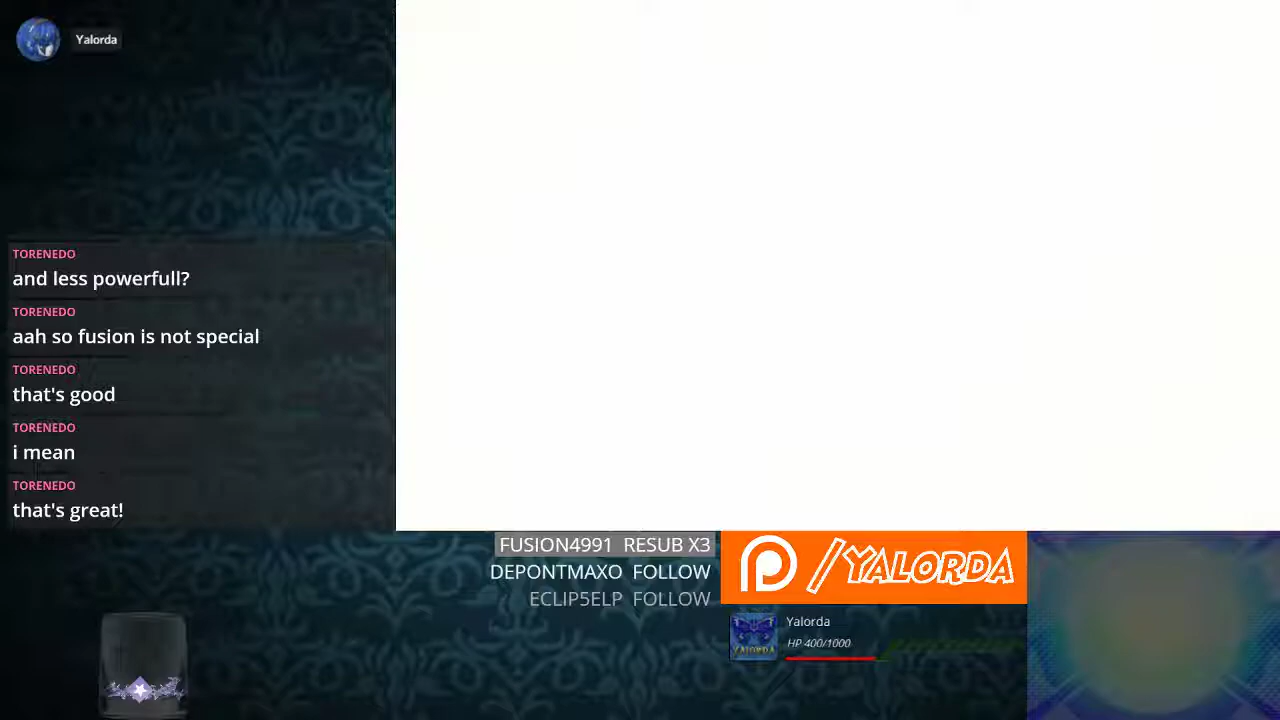 Yalorda
TORENEDO
and less powerfull?
TORENEDO
aah so fusion is not special
TORENEDO
that's good
TORENEDO
i mean
TORENEDO
that's great!
FUSION4991 RESUB X3
DEPONTMAXO FOLLOW
ECLIP5ELP FOLLOW
/YALORDA
Yalorda
HP 400/1000
YALORDA